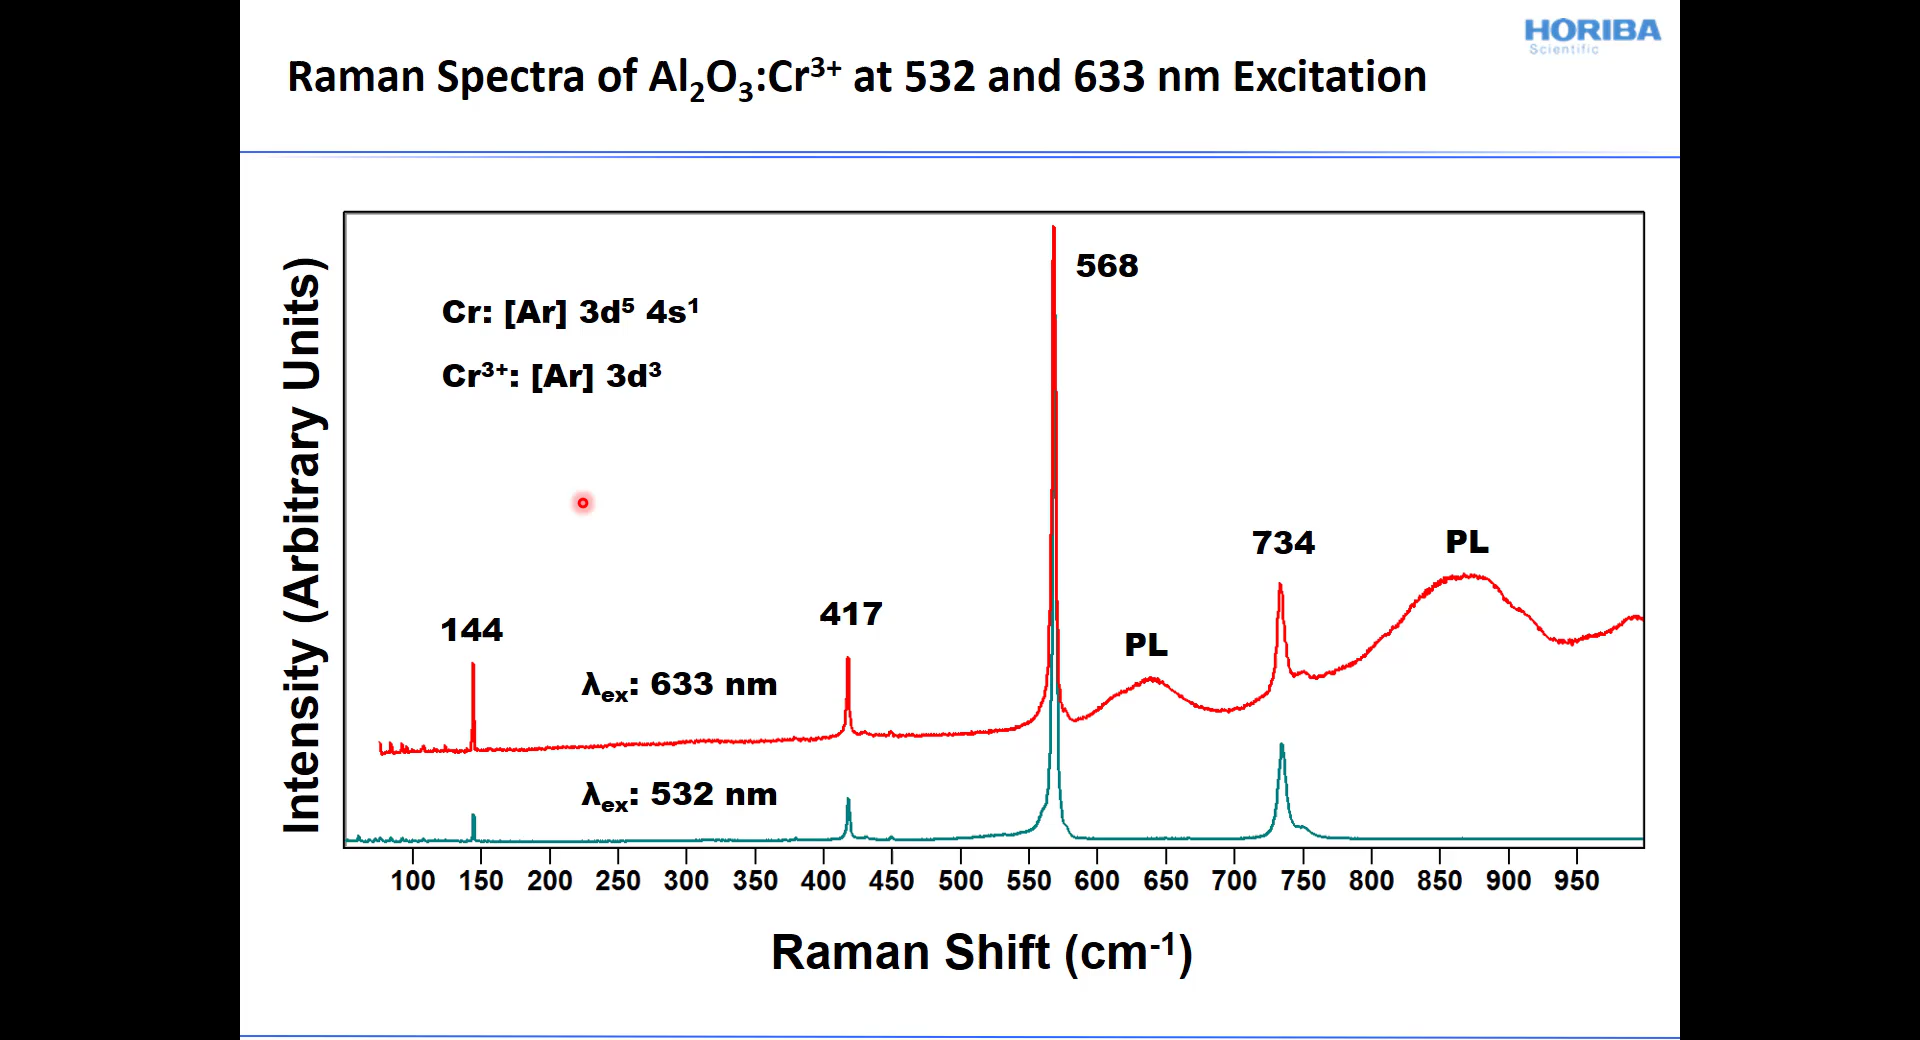 HORIBA
Scientific
Raman Spectra of Al₂O₃:Cr³⁺ at 532 and 633 nm Excitation
Intensity (Arbitrary Units)
Cr: [Ar] 3d⁵ 4s¹
Cr³⁺: [Ar] 3d³
568
734
PL
417
144
PL
λₑₓ: 633 nm
λₑₓ: 532 nm
100 150 200 250 300 350 400 450 500 550 600 650 700 750 800 850 900 950
Raman Shift (cm⁻¹)